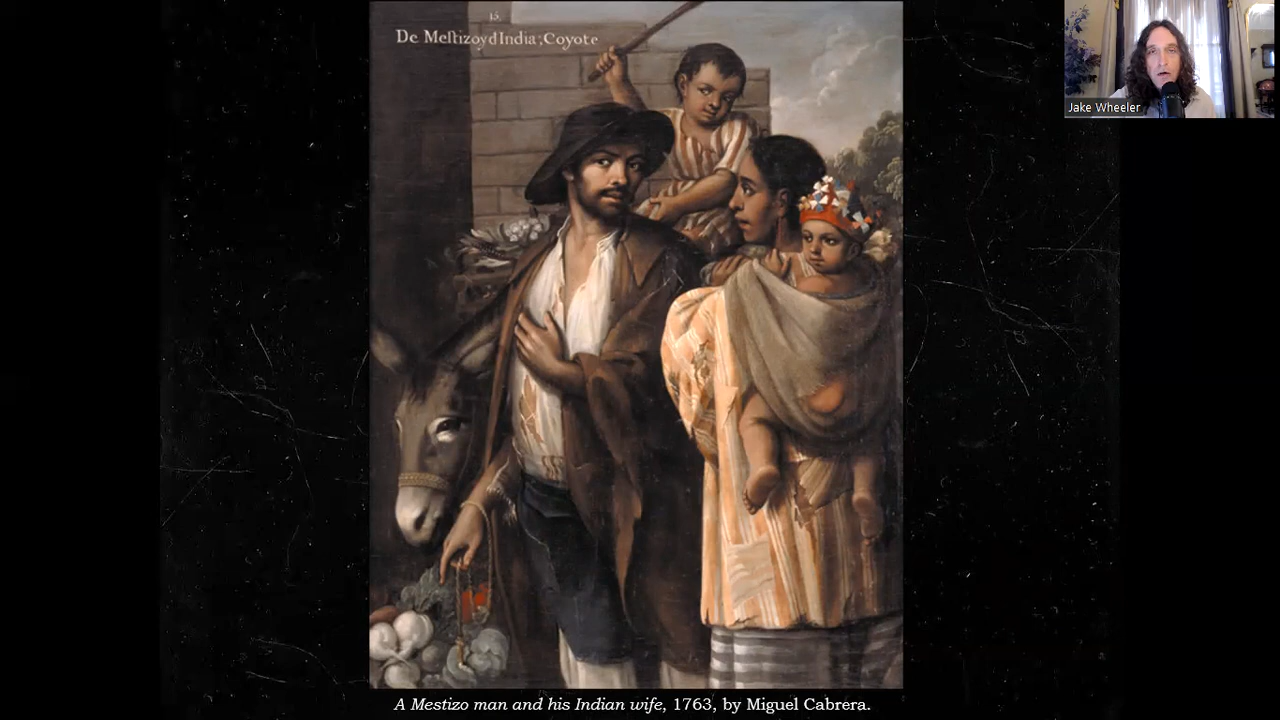 15.
De Meſtizo y d India; Coyote
Jake Wheeler
A Mestizo man and his Indian wife, 1763, by Miguel Cabrera.